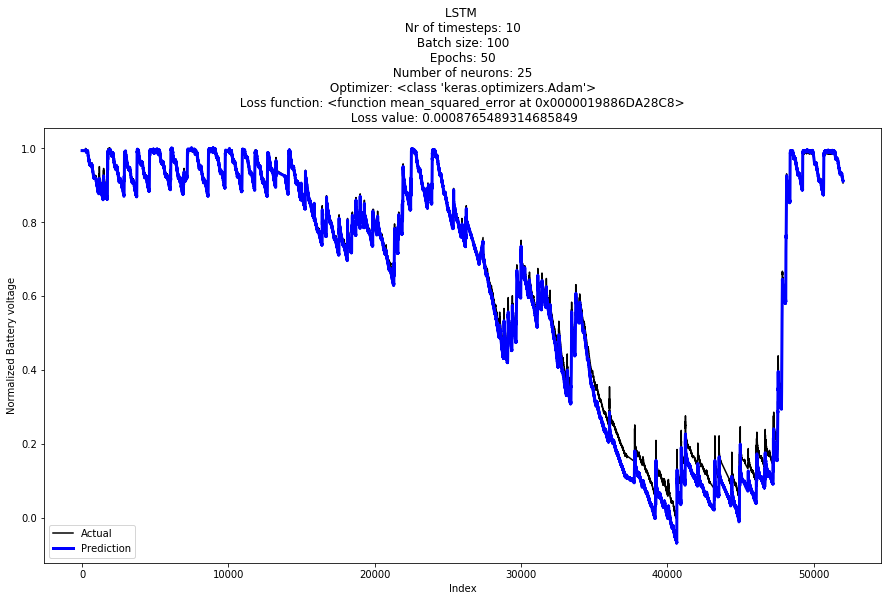 LSTM
Nr of timesteps: 10
Batch size: 100
Epochs: 50
Number of neurons: 25
Optimizer: <class 'keras.optimizers.Adam'>
Loss function: <function mean_squared_error at 0x0000019886DA28C8>
Loss value: 0.0008765489314685849
1.0
0.8
0.6
0.4
0.2
0.0
Normalized Battery voltage
Actual
Prediction
0 10000 20000 30000 40000 50000
Index